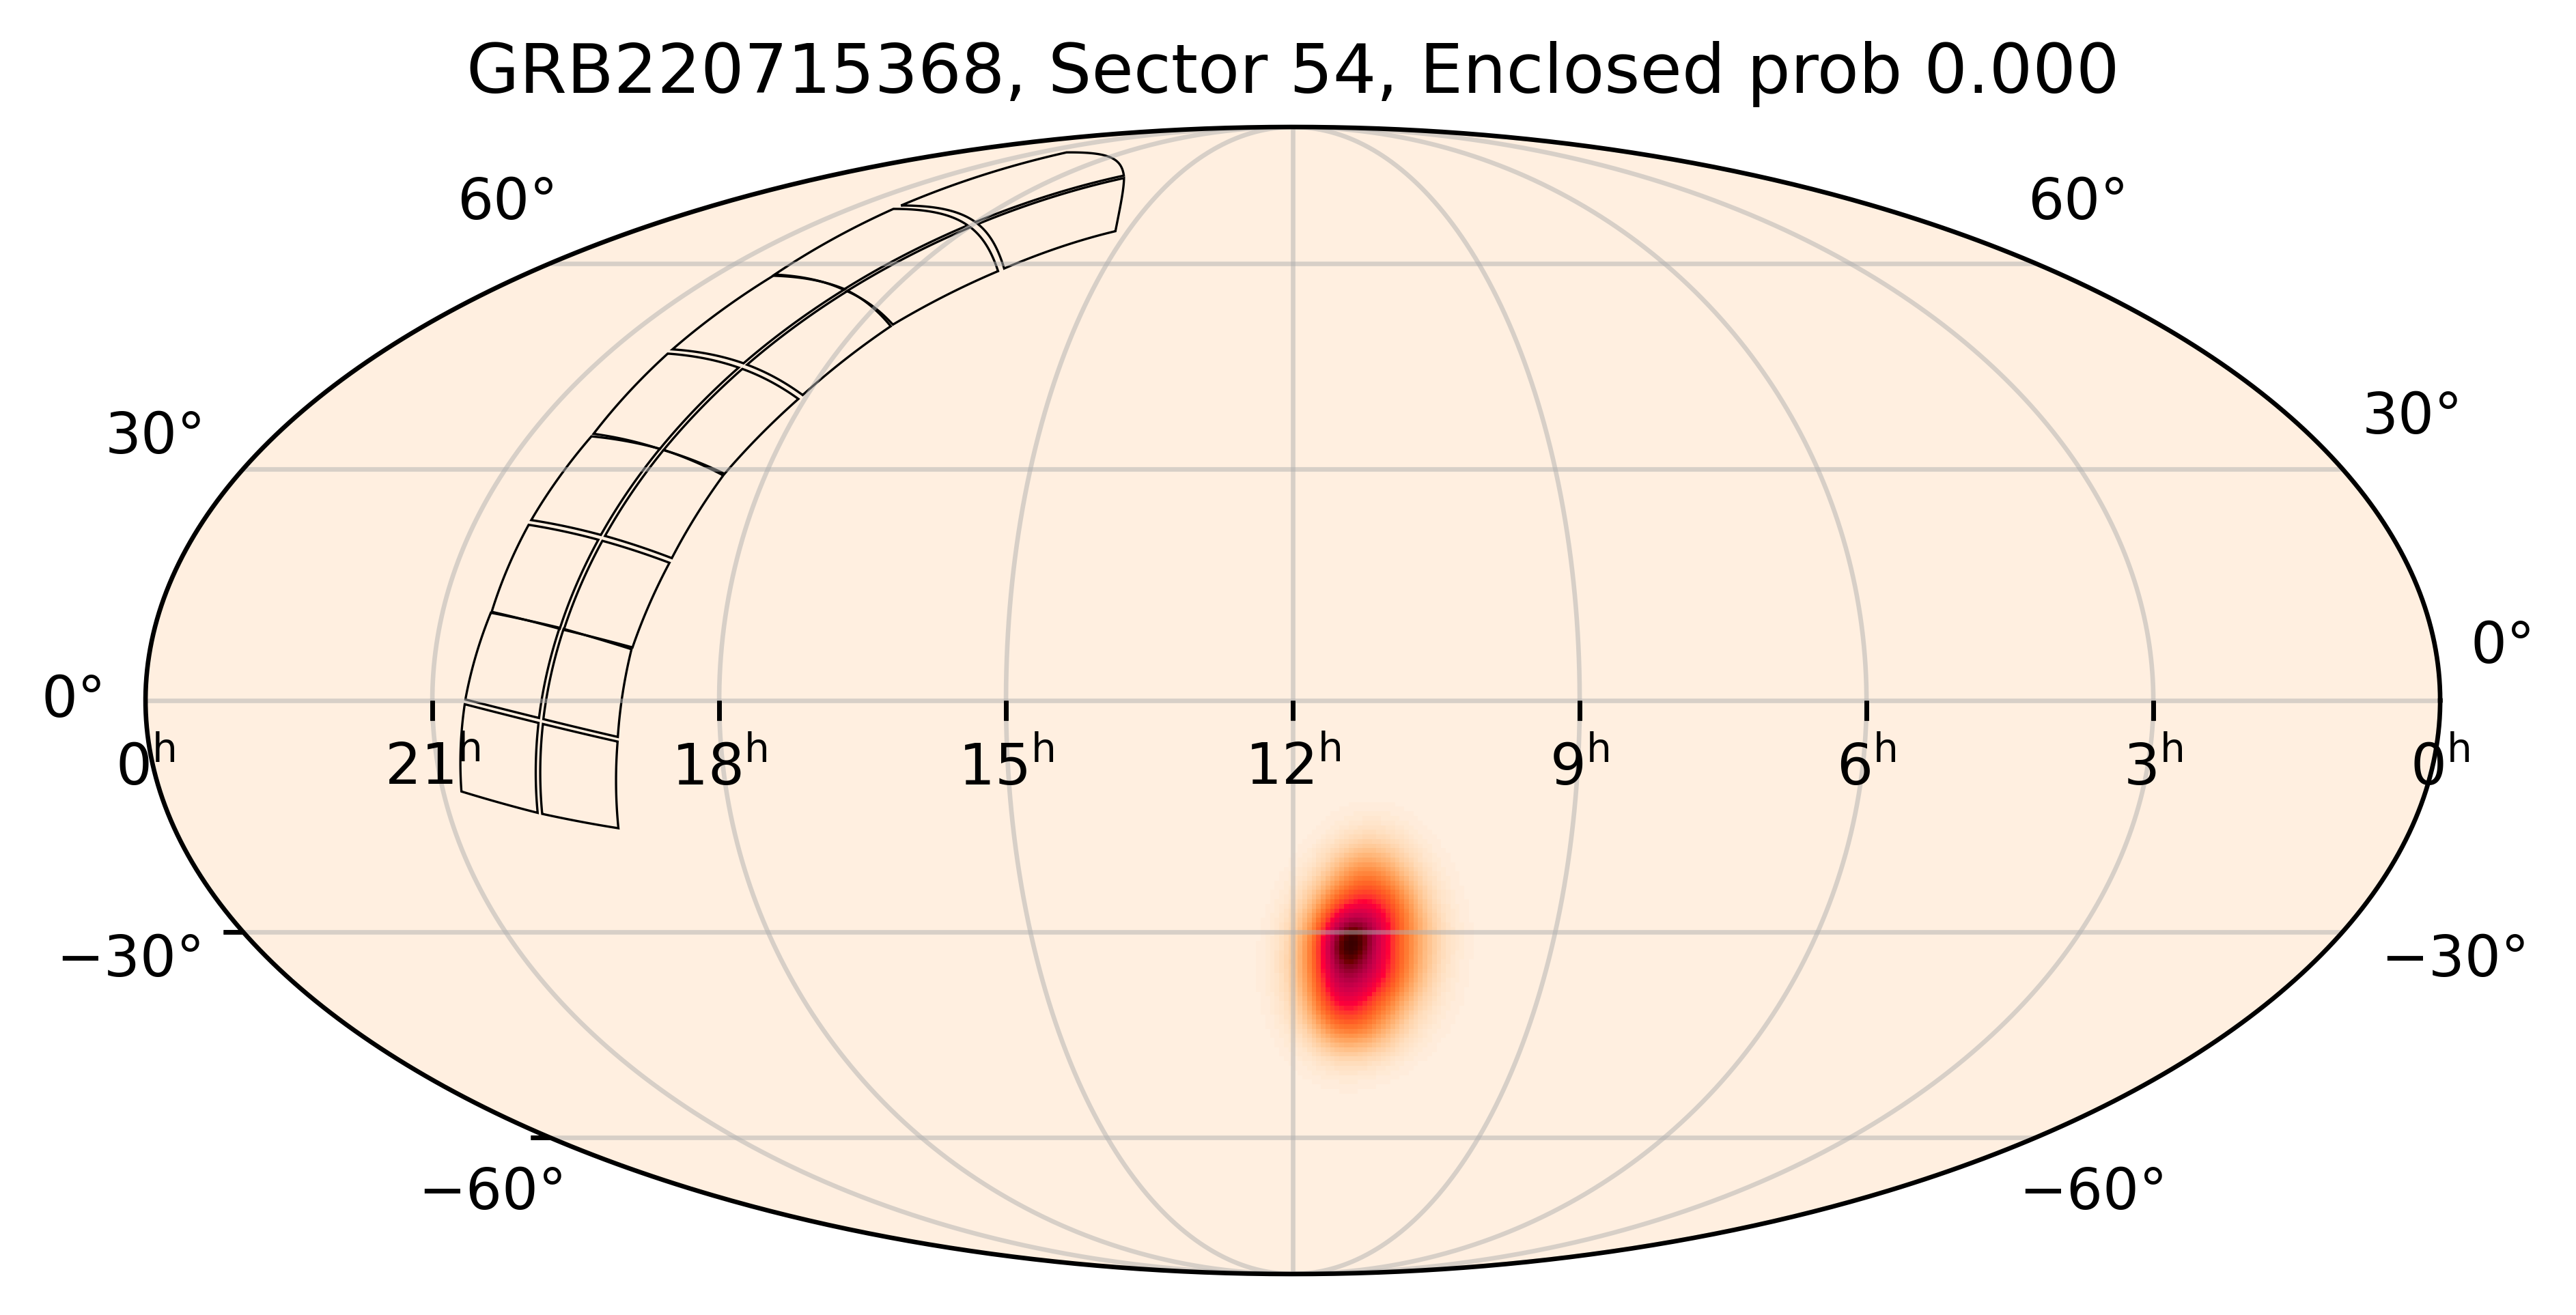 GRB220715368, Sector 54, Enclosed prob 0.000
60° 60°
30° 30°
0° 0°
0ʰ 21ʰ 18ʰ 15ʰ 12ʰ 9ʰ 6ʰ 3ʰ 0ʰ
−30° −30°
−60° −60°